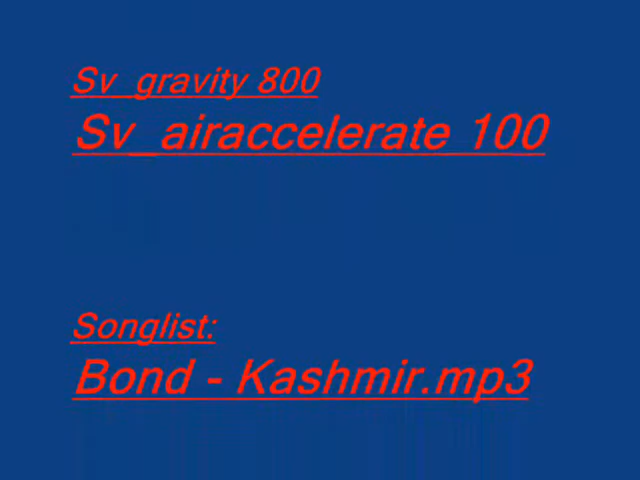 Sv_gravity 800
Sv_airaccelerate 100
Songlist:
Bond - Kashmir.mp3